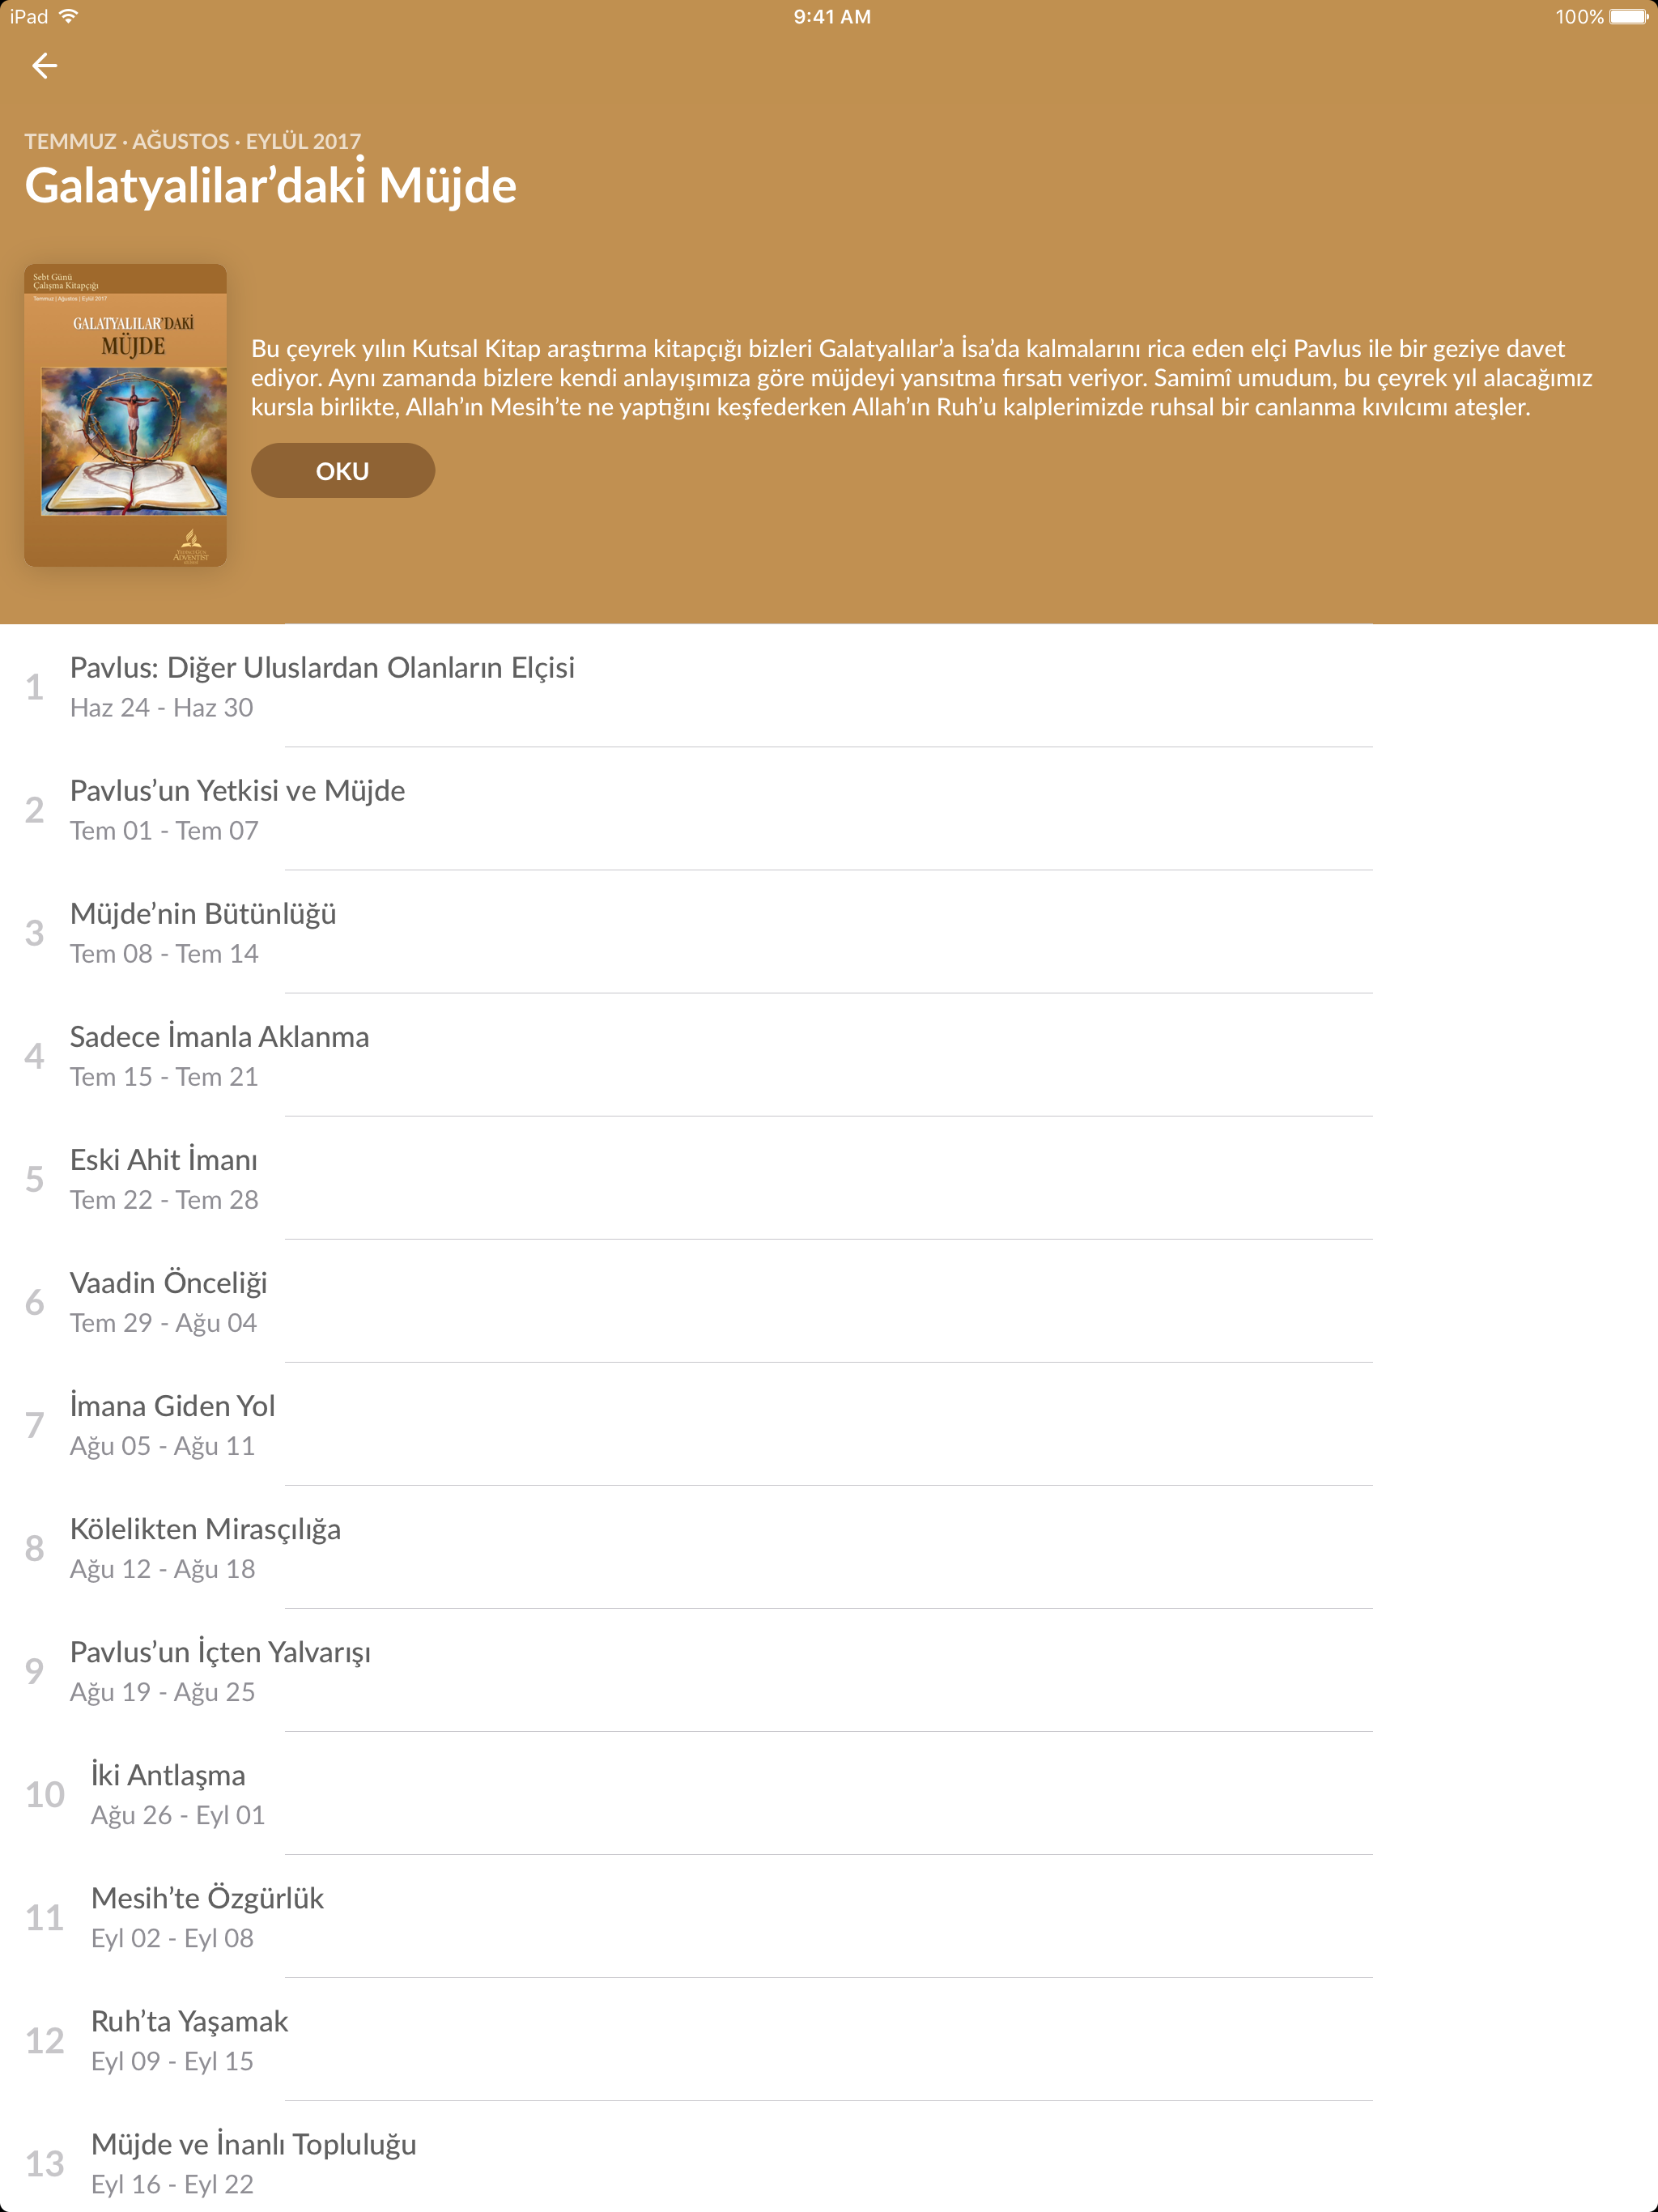 iPad
9:41 AM
100%
TEMMUZ · AĞUSTOS · EYLÜL 2017
Galatyalilar’daki̇ Müjde
Sebt Günü
Çalışma Kitapçığı
Temmuz | Ağustos | Eylül 2017
GALATYALILAR’DAKİ
MÜJDE
ADVENTIST
Bu çeyrek yılın Kutsal Kitap araştırma kitapçığı bizleri Galatyalılar’a İsa’da kalmalarını rica eden elçi Pavlus ile bir geziye davet
ediyor. Aynı zamanda bizlere kendi anlayışımıza göre müjdeyi yansıtma fırsatı veriyor. Samimî umudum, bu çeyrek yıl alacağımız
kursla birlikte, Allah’ın Mesih’te ne yaptığını keşfederken Allah’ın Ruh’u kalplerimizde ruhsal bir canlanma kıvılcımı ateşler.
OKU
1
Pavlus: Diğer Uluslardan Olanların Elçisi
Haz 24 - Haz 30
2
Pavlus’un Yetkisi ve Müjde
Tem 01 - Tem 07
3
Müjde’nin Bütünlüğü
Tem 08 - Tem 14
4
Sadece İmanla Aklanma
Tem 15 - Tem 21
5
Eski Ahit İmanı
Tem 22 - Tem 28
6
Vaadin Önceliği
Tem 29 - Ağu 04
7
İmana Giden Yol
Ağu 05 - Ağu 11
8
Kölelikten Mirasçılığa
Ağu 12 - Ağu 18
9
Pavlus’un İçten Yalvarışı
Ağu 19 - Ağu 25
10
İki Antlaşma
Ağu 26 - Eyl 01
11
Mesih’te Özgürlük
Eyl 02 - Eyl 08
12
Ruh’ta Yaşamak
Eyl 09 - Eyl 15
13
Müjde ve İnanlı Topluluğu
Eyl 16 - Eyl 22